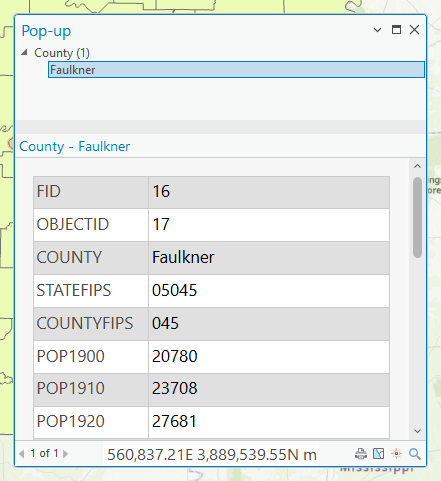 Pop-up
County (1)
Faulkner
County - Faulkner
FID 16
OBJECTID 17
COUNTY Faulkner
STATEFIPS 05045
COUNTYFIPS 045
POP1900 20780
POP1910 23708
POP1920 27681
1 of 1
560,837.21E 3,889,539.55N m
Mississippi